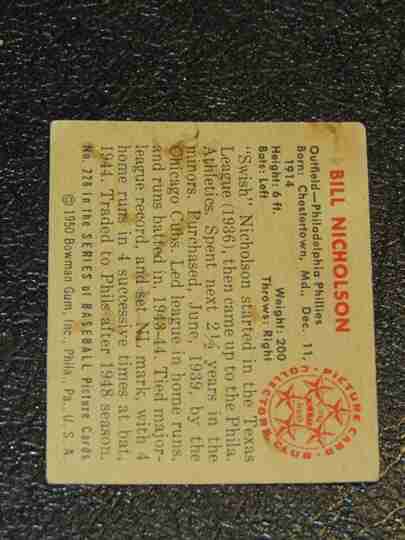 BILL NICHOLSON
Outfield—Philadelphia Phillies
Born: Chestertown, Md., Dec. 11,
1914
Height: 6 ft. Weight: 200
Bats: Left Throws: Right
"Swish" Nicholson started in the Texas
League (1936), then came up to the Phila.
Athletics. Spent next 2½ years in the
minors. Purchased, June, 1939, by the
Chicago Cubs. Led league in home runs,
and runs batted in, 1943-44. Tied major-
league record, and set NL mark, with 4
home runs in 4 successive times at bat,
1944. Traded to Phils after 1948 season.
No. 228 in the SERIES of BASEBALL Picture Cards
© 1950 Bowman Gum, Inc., Phila., Pa., U. S. A.
PICTURE CARD
COLLECTORS